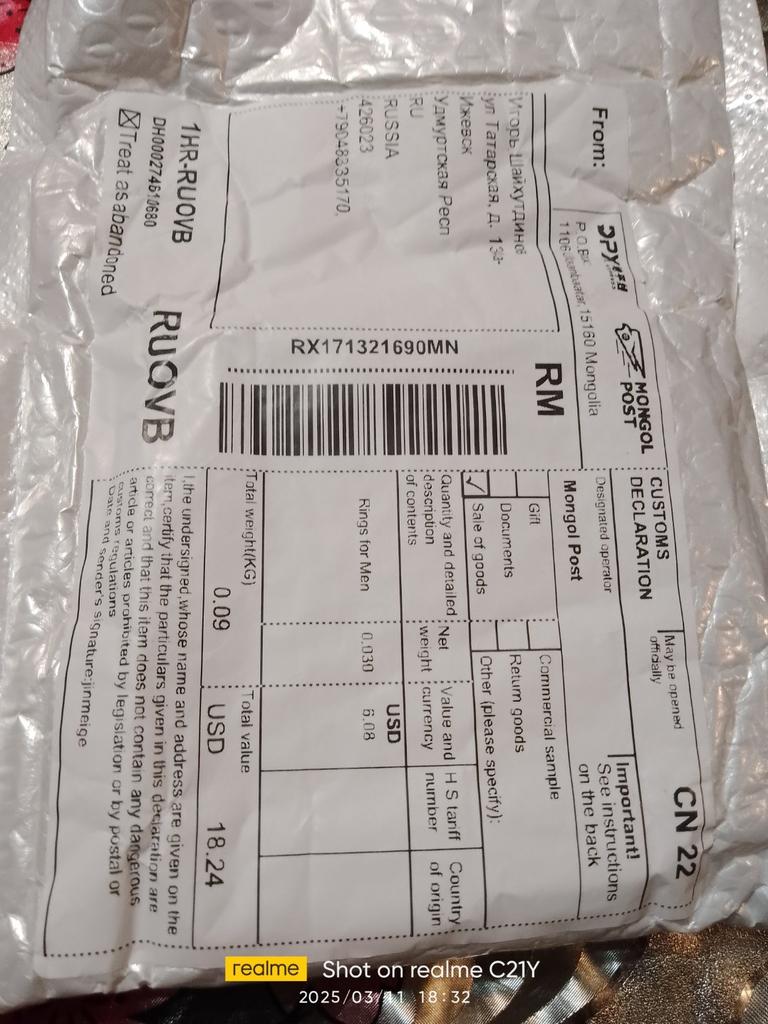 From:
MONGOL
POST
P.O.Box
15160 Mongolia
Игорь Шайхутдинов
ул Татарская, д.
Ижевск
Удмуртская Респ
RU
RUSSIA
426023
+79048335170,
RM
RX171321690MN
1HR-RUOVB
DH000274610680
Treat as abandoned
RUOVB
CUSTOMS
DECLARATION
May be opened
officially
CN 22
Designated operator
Mongol Post
Important!
See instructions
on the back
Gift
Commercial sample
Documents
Return goods
✓ Sale of goods
Other (please specify):
Quantity and detailed
description
of contents
Net
weight
Value and
currency
H S tariff
number
Country
of origin
USD
Rings for Men
0.030
6.08
Total weight(KG)
Total value
0.09
USD 18.24
I,the undersigned,whose name and address are given on the
item,certify that the particulars given in this declaration are
correct and that this item does not contain any dangerous
article or articles prohibited by legislation or by postal or
customs regulations
Date and sender's signature:jinmeige
realme Shot on realme C21Y
2025/03/11 18:32